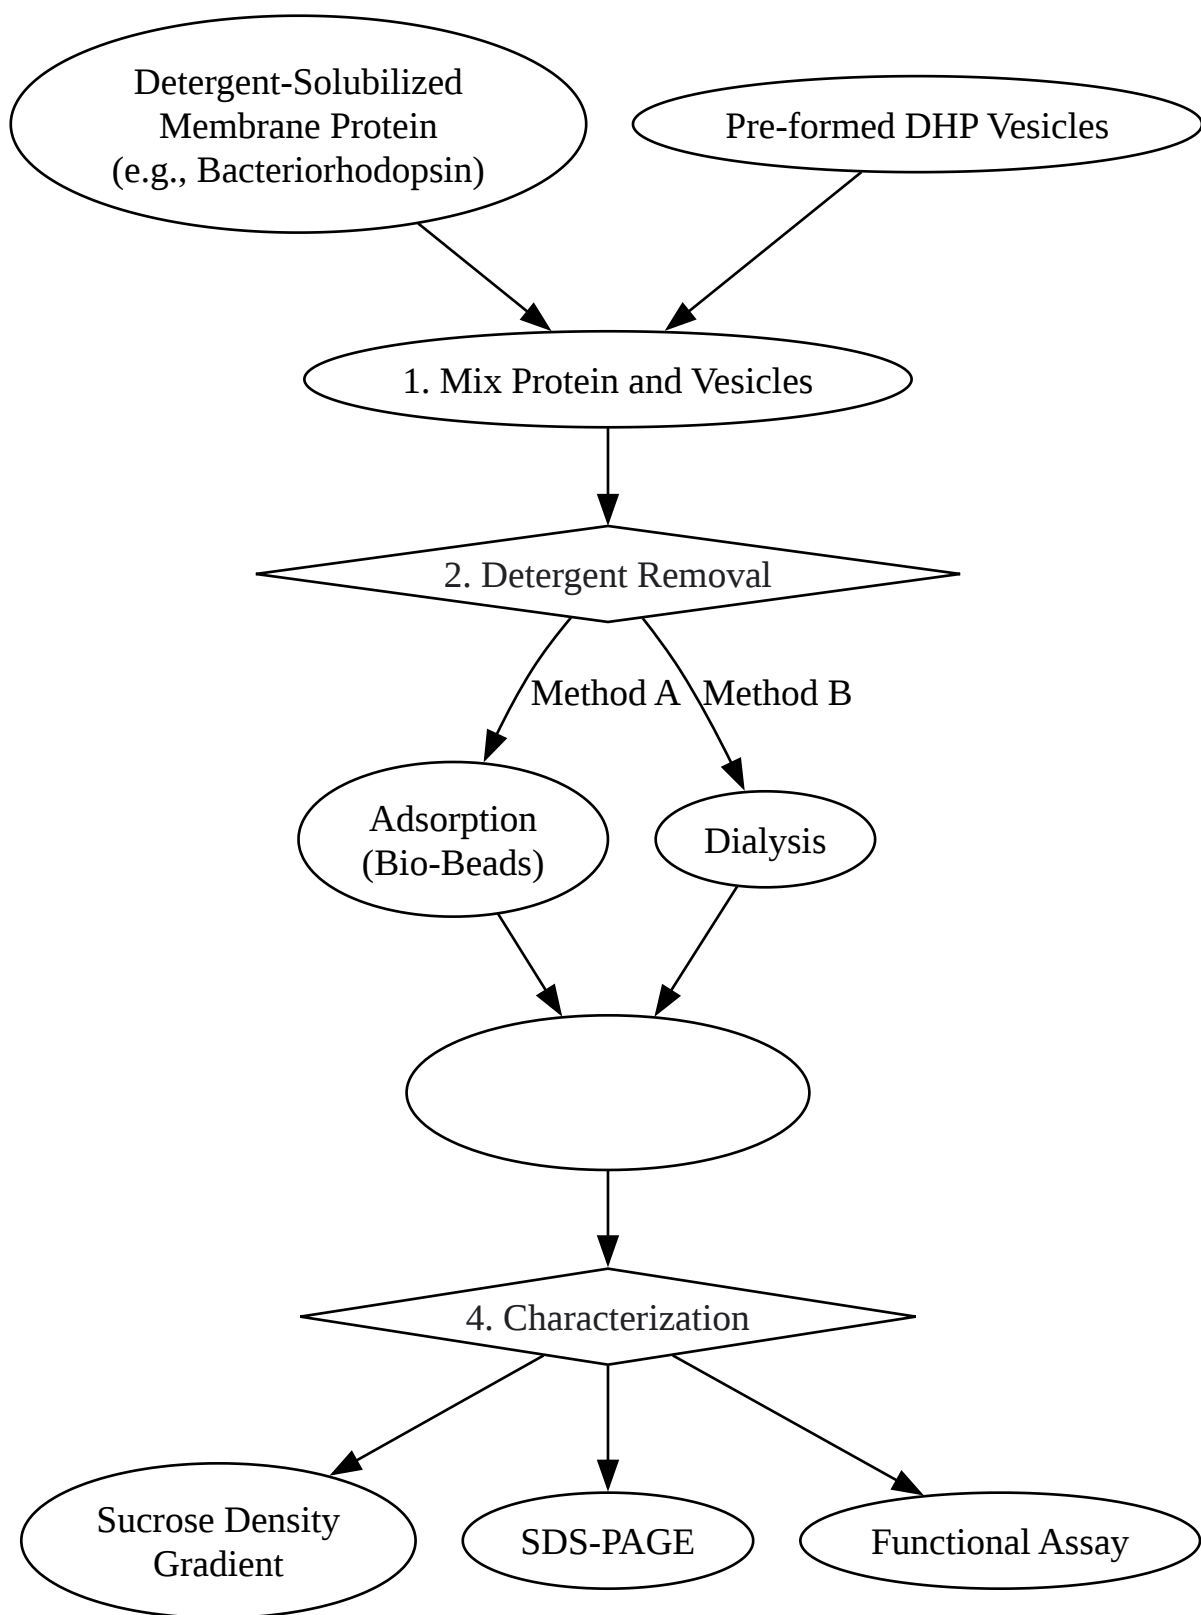 Detergent-Solubilized
Membrane Protein
(e.g., Bacteriorhodopsin)
Pre-formed DHP Vesicles
1. Mix Protein and Vesicles
2. Detergent Removal
Method A
Method B
Adsorption
(Bio-Beads)
Dialysis
4. Characterization
Sucrose Density
Gradient
SDS-PAGE
Functional Assay